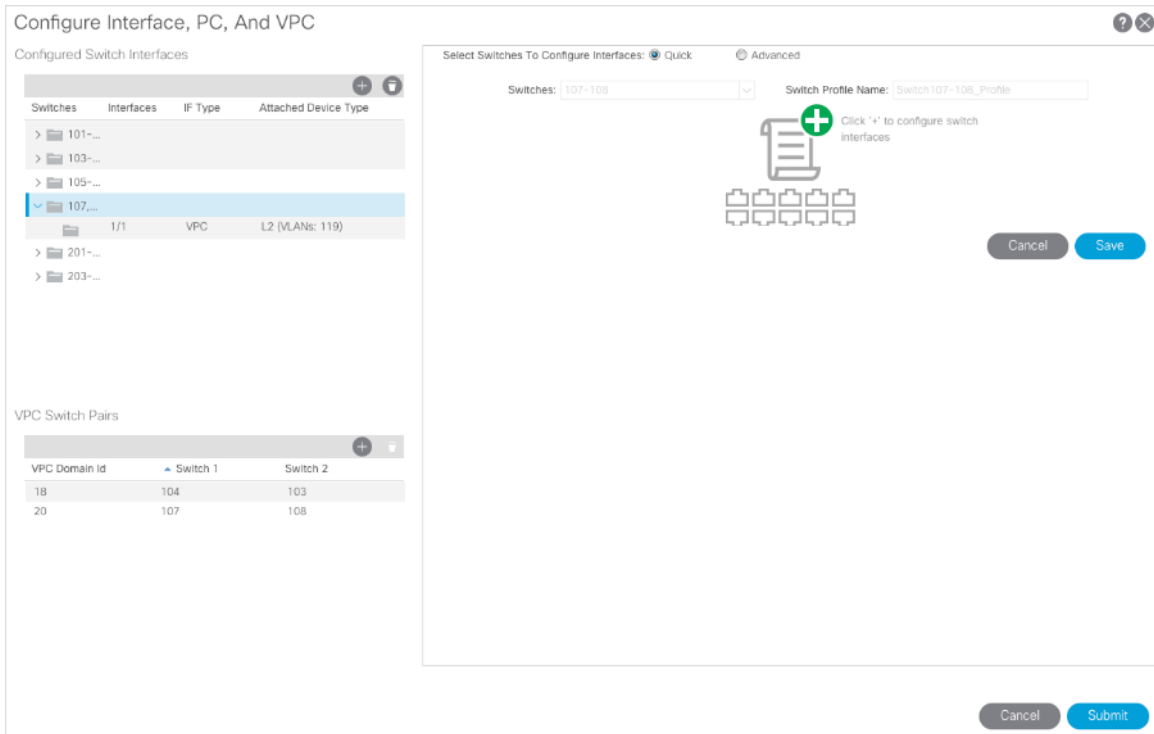 Configure Interface, PC, And VPC
Configured Switch Interfaces
Switches Interfaces IF Type Attached Device Type
101-...
103-...
105-...
107,...
1/1 VPC L2 (VLANs: 119)
201-...
203-...
VPC Switch Pairs
VPC Domain Id Switch 1 Switch 2
18 104 103
20 107 108
Select Switches To Configure Interfaces: Quick Advanced
Switches: 107-108 Switch Profile Name: Switch107-108_Profile
Click '+' to configure switch
interfaces
Cancel Save
Cancel Submit